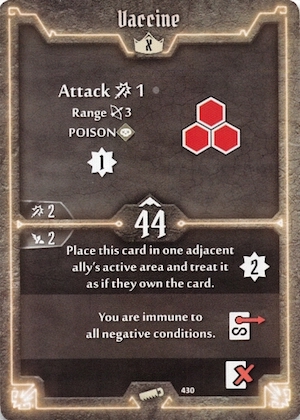 Vaccine
X
Attack 1
Range 3
POISON
1
2
44
2
Place this card in one adjacent
ally's active area and treat it
as if they own the card.
2
You are immune to
all negative conditions.
430